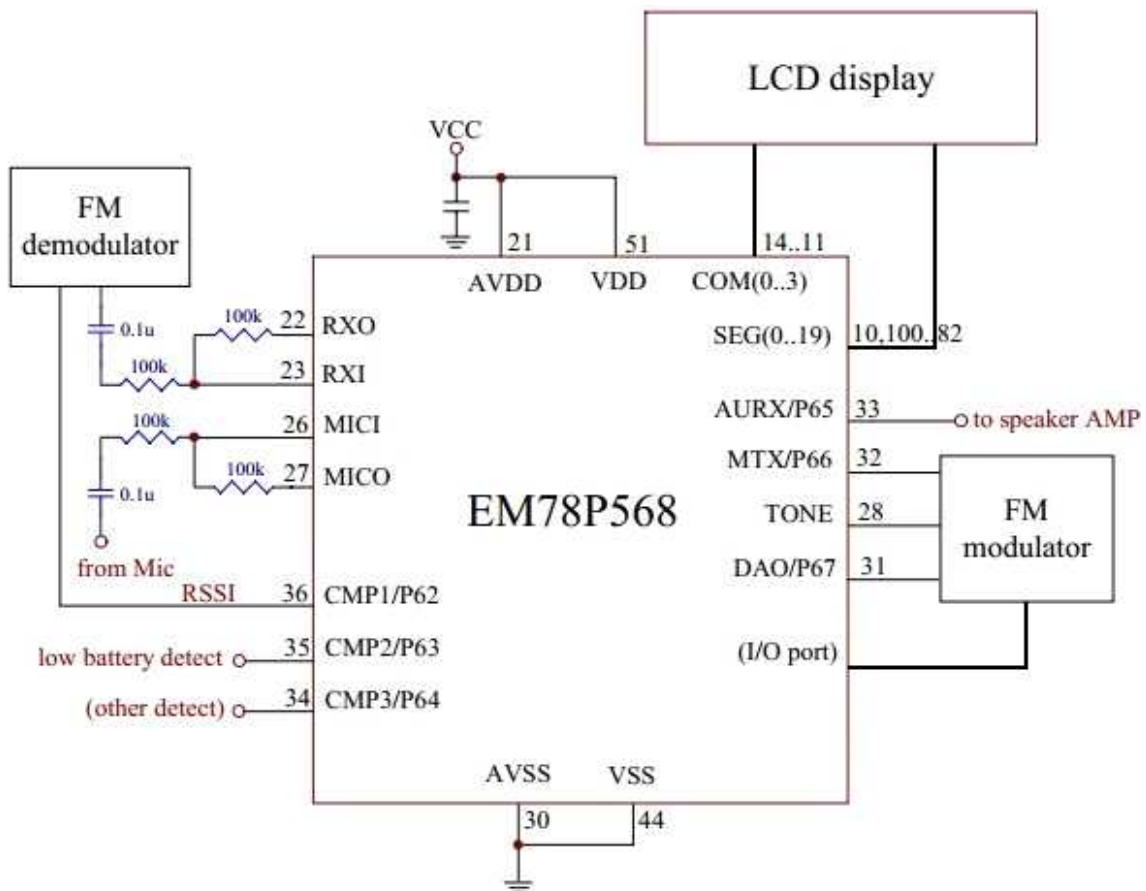 LCD display
VCC
FM
demodulator
21
51
14..11
AVDD
VDD
COM(0..3)
0.1u
100k
22
RXO
SEG(0..19)
10,100..82
100k
23
RXI
100k
26
MICI
AURX/P65
33
to speaker AMP
100k
27
MICO
MTX/P66
32
0.1u
EM78P568
TONE
28
FM
modulator
from Mic
DAO/P67
31
RSSI
36
CMP1/P62
low battery detect
35
CMP2/P63
(I/O port)
(other detect)
34
CMP3/P64
AVSS
VSS
30
44